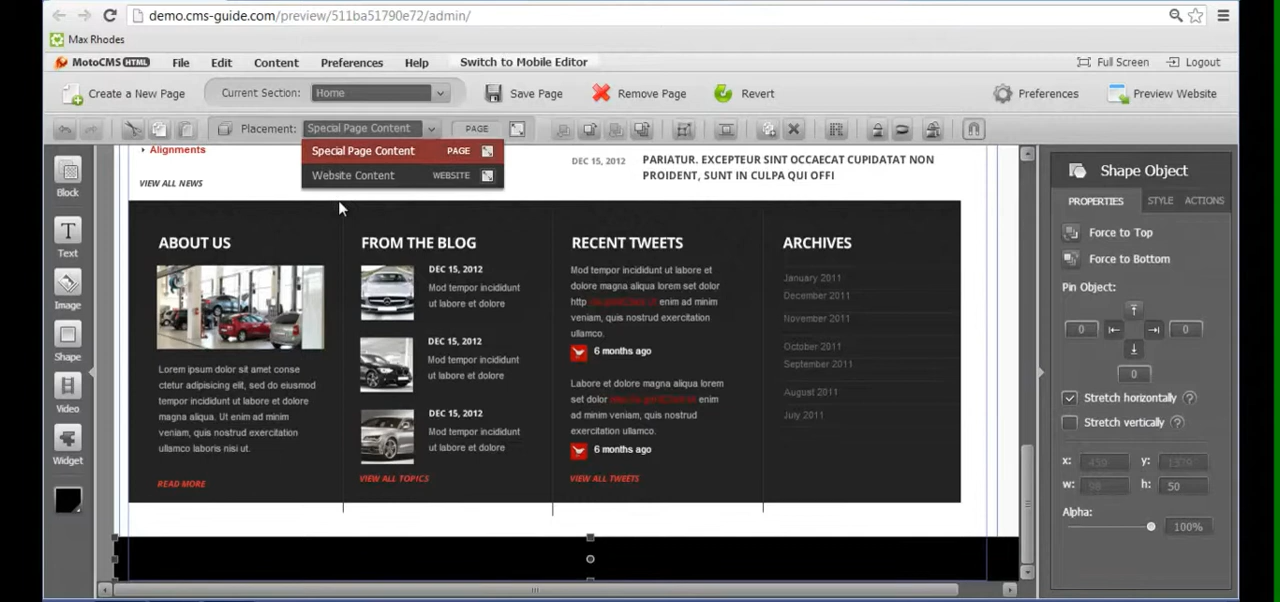 demo.cms-guide.com/preview/511ba51790e72/admin/
Max Rhodes
MotoCMS HTML File Edit Content Preferences Help Switch to Mobile Editor Full Screen Logout
Create a New Page Current Section: Home Save Page Remove Page Revert Preferences Preview Website
Placement: Special Page Content PAGE
Special Page Content PAGE
Website Content WEBSITE
Block
Text
Image
Shape
Video
Widget
Alignments
VIEW ALL NEWS
DEC 15, 2012 PARIATUR. EXCEPTEUR SINT OCCAECAT CUPIDATAT NON
PROIDENT, SUNT IN CULPA QUI OFFI
ABOUT US
Lorem ipsum dolor sit amet conse
ctetur adipisicing elit, sed do eiusmod
tempor incididunt ut labore et dolore
magna aliqua. Ut enim ad minim
veniam, quis nostrud exercitation
ullamco laboris nisi ut.
READ MORE
FROM THE BLOG
DEC 15, 2012
Mod tempor incididunt
ut labore et dolore
DEC 15, 2012
Mod tempor incididunt
ut labore et dolore
DEC 15, 2012
Mod tempor incididunt
ut labore et dolore
VIEW ALL TOPICS
RECENT TWEETS
Mod tempor incididunt ut labore et
dolore magna aliqua lorem set dolor
http enim ad minim
veniam, quis nostrud exercitation
ullamco.
6 months ago
Labore et dolore magna aliqua lorem
set dolor enim
ad minim veniam, quis nostrud
exercitation ullamco.
6 months ago
VIEW ALL TWEETS
ARCHIVES
January 2011
December 2011
November 2011
October 2011
September 2011
August 2011
July 2011
Shape Object
PROPERTIES STYLE ACTIONS
Force to Top
Force to Bottom
Pin Object:
0 0
0
Stretch horizontally ?
Stretch vertically ?
x: y:
w: h: 50
Alpha:
100%